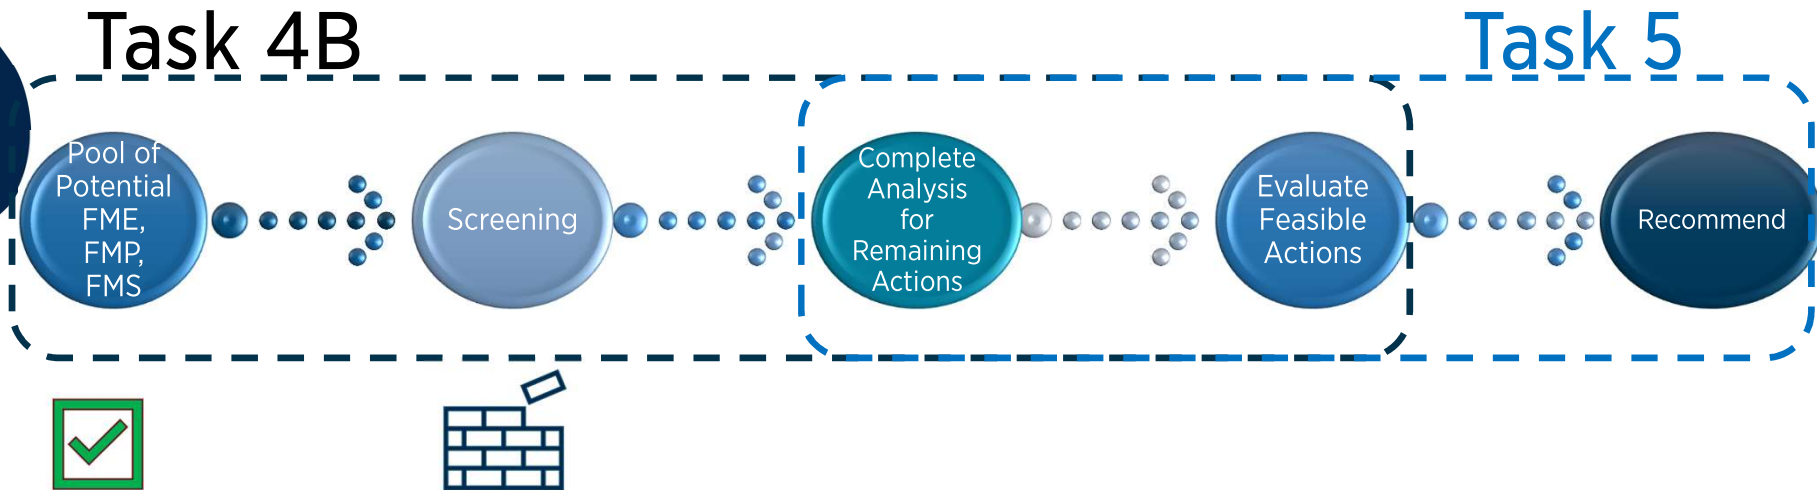 Task 4B
Task 5
Pool of
Potential
FME,
FMP,
FMS
Screening
Complete
Analysis
for
Remaining
Actions
Evaluate
Feasible
Actions
Recommend